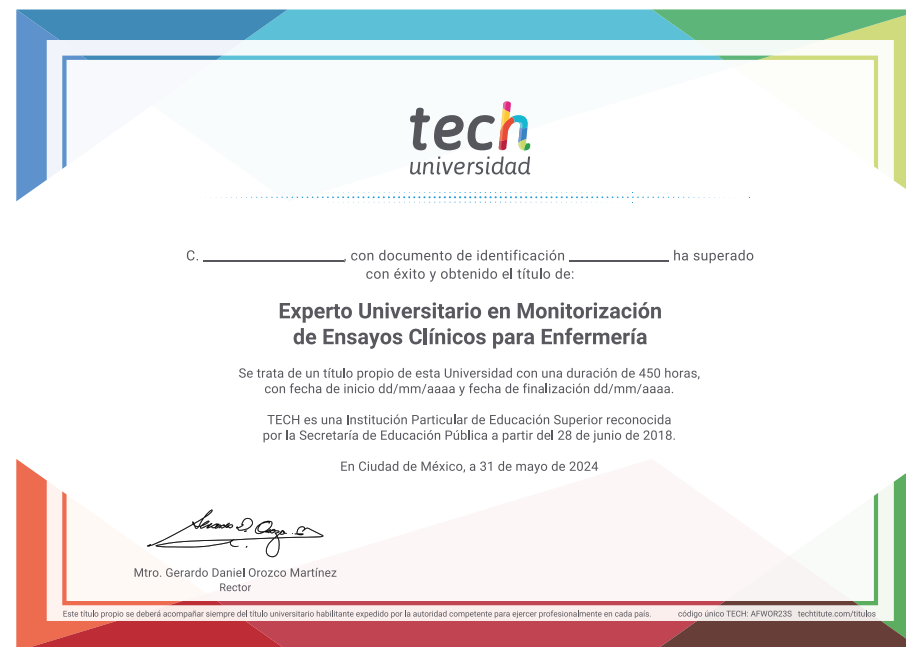 tech
universidad
C. ____________, con documento de identificación ____________ ha superado
con éxito y obtenido el título de:
Experto Universitario en Monitorización
de Ensayos Clínicos para Enfermería
Se trata de un título propio de esta Universidad con una duración de 450 horas,
con fecha de inicio dd/mm/aaaa y fecha de finalización dd/mm/aaaa.
TECH es una Institución Particular de Educación Superior reconocida
por la Secretaría de Educación Pública a partir del 28 de junio de 2018.
En Ciudad de México, a 31 de mayo de 2024
Mtro. Gerardo Daniel Orozco Martínez
Rector
Este título propio se deberá acompañar siempre del título universitario habilitante expedido por la autoridad competente para ejercer profesionalmente en cada país. código único TECH: AFWOR23S techtitute.com/titulos